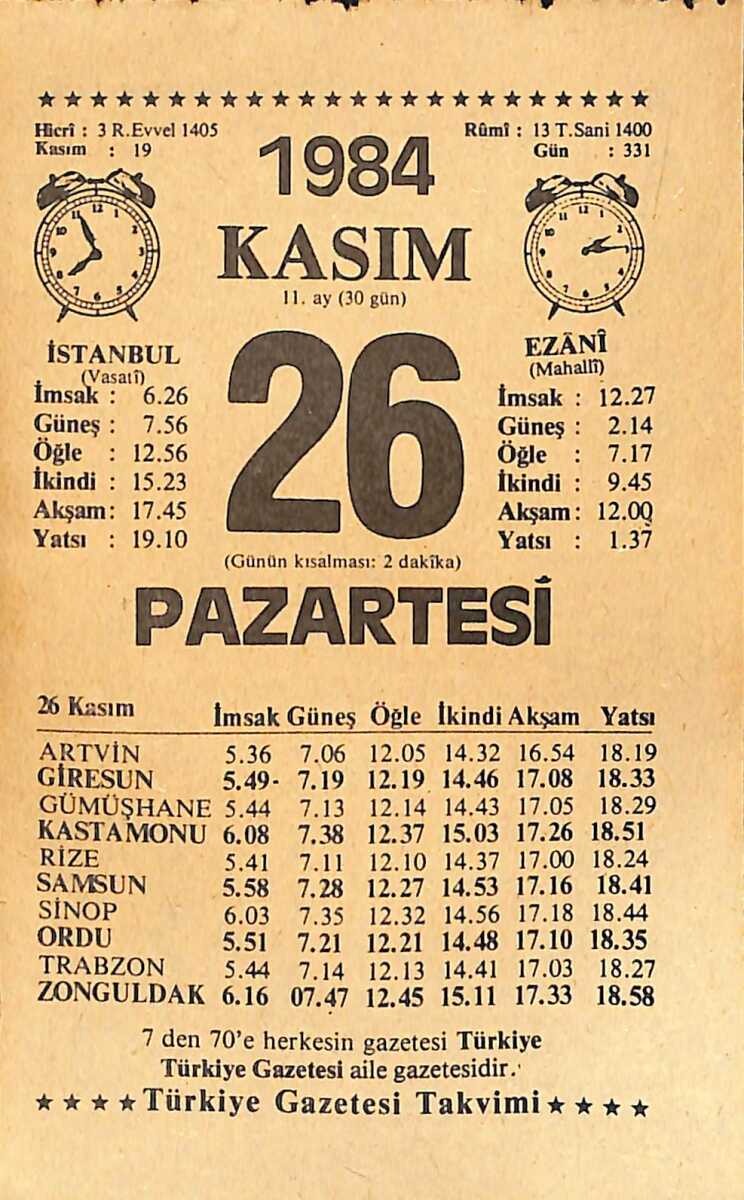 ★★★★★★★★★★★★★★★★★★★★★★★★
Hicrî : 3 R.Evvel 1405
Kasım : 19
1984
Rûmî : 13 T.Sani 1400
Gün : 331
KASIM
11. ay (30 gün)
İSTANBUL
(Vasatî)
İmsak : 6.26
Güneş : 7.56
Öğle : 12.56
İkindi : 15.23
Akşam: 17.45
Yatsı : 19.10
26
(Günün kısalması: 2 dakîka)
EZÂNÎ
(Mahallî)
İmsak : 12.27
Güneş : 2.14
Öğle : 7.17
İkindi : 9.45
Akşam: 12.00
Yatsı : 1.37
PAZARTESİ
26 Kasım İmsak Güneş Öğle İkindi Akşam Yatsı
ARTVİN 5.36 7.06 12.05 14.32 16.54 18.19
GİRESUN 5.49- 7.19 12.19 14.46 17.08 18.33
GÜMÜŞHANE 5.44 7.13 12.14 14.43 17.05 18.29
KASTAMONU 6.08 7.38 12.37 15.03 17.26 18.51
RİZE 5.41 7.11 12.10 14.37 17.00 18.24
SAMSUN 5.58 7.28 12.27 14.53 17.16 18.41
SİNOP 6.03 7.35 12.32 14.56 17.18 18.44
ORDU 5.51 7.21 12.21 14.48 17.10 18.35
TRABZON 5.44 7.14 12.13 14.41 17.03 18.27
ZONGULDAK 6.16 07.47 12.45 15.11 17.33 18.58
7 den 70'e herkesin gazetesi Türkiye
Türkiye Gazetesi aile gazetesidir.
★★★★Türkiye Gazetesi Takvimi★★★★